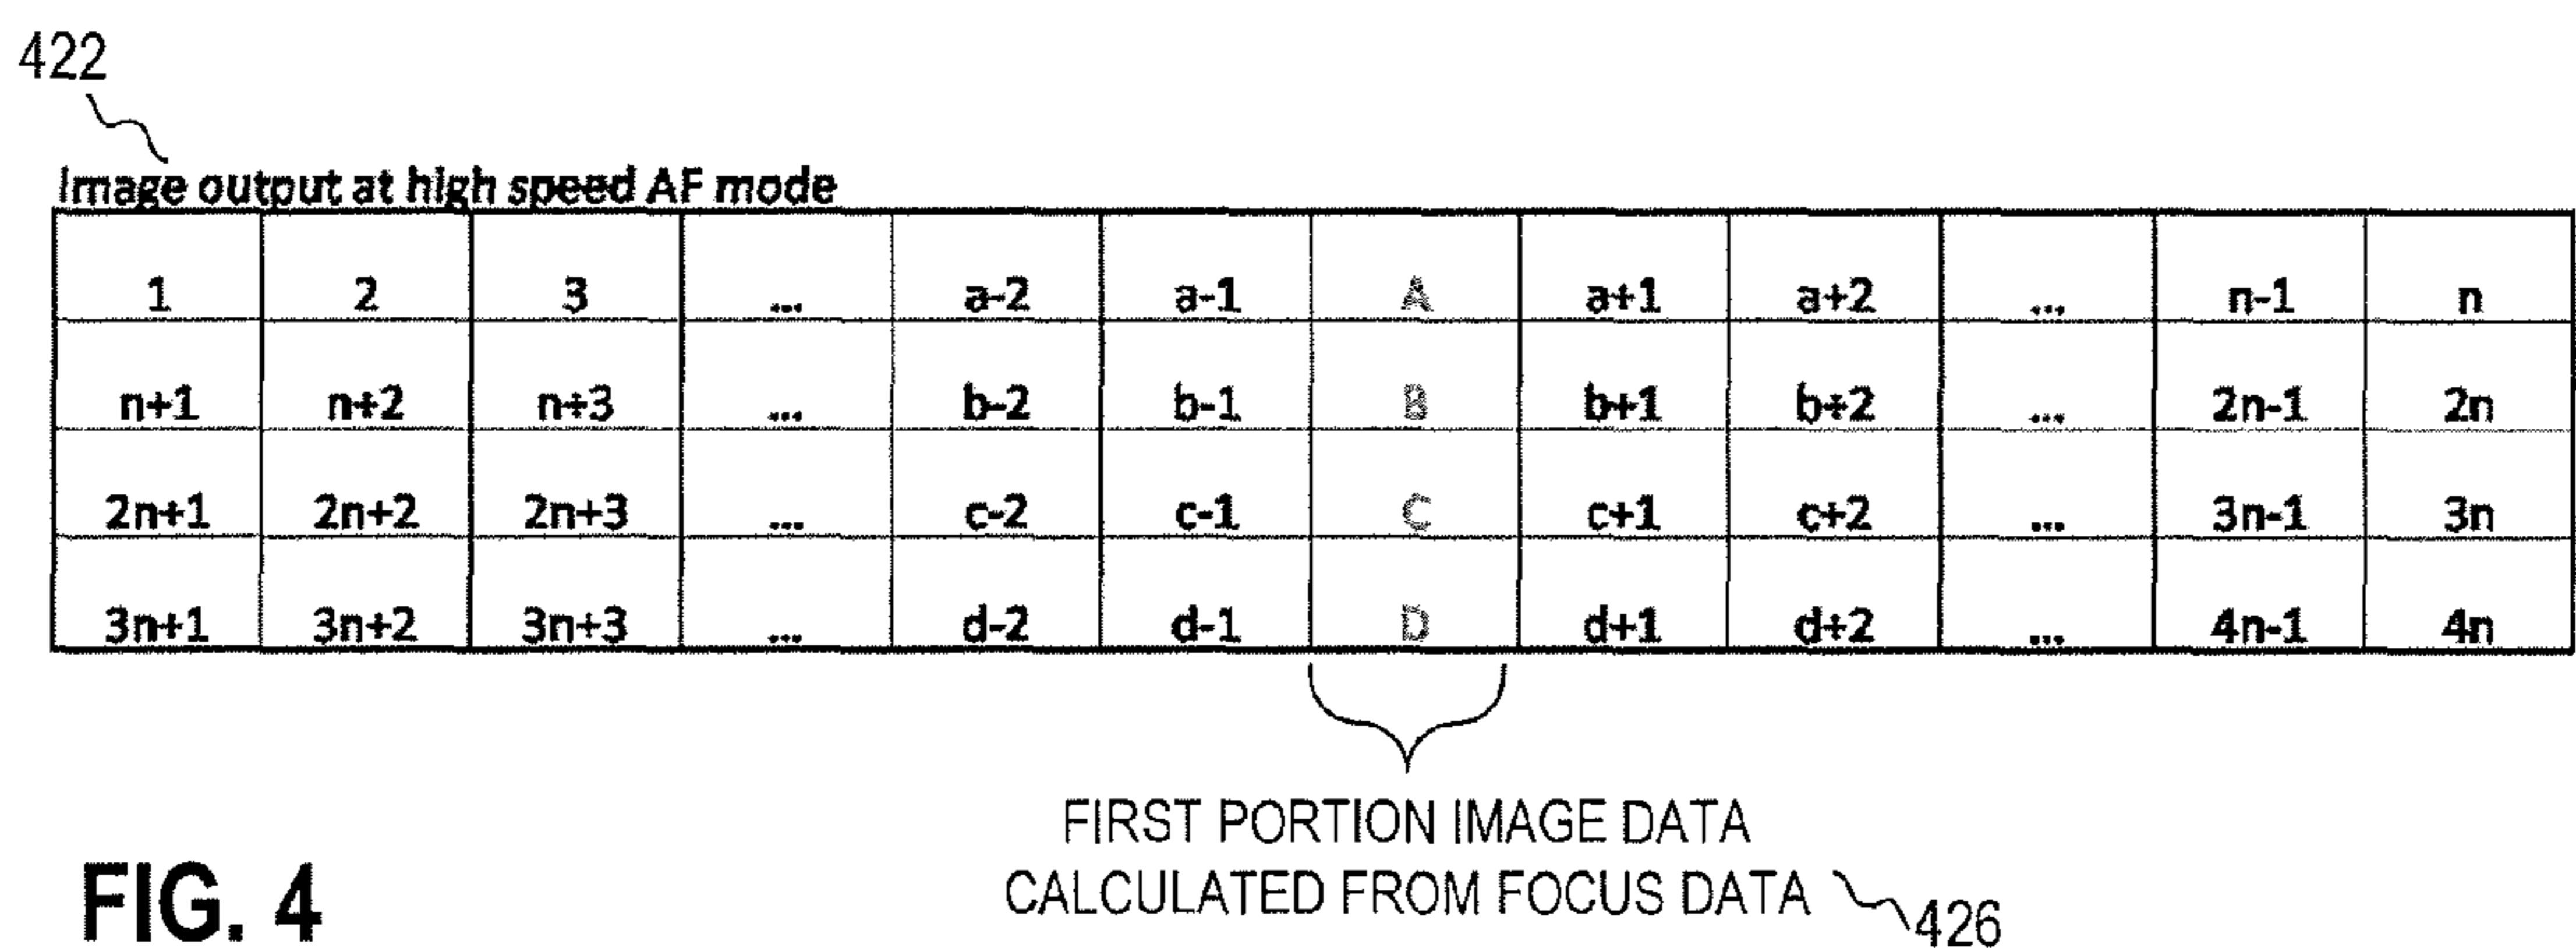 422
Image output at high speed AF mode
1 2 3 ... a-2 a-1 A a+1 a+2 ... n-1 n
n+1 n+2 n+3 ... b-2 b-1 B b+1 b+2 ... 2n-1 2n
2n+1 2n+2 2n+3 ... c-2 c-1 C c+1 c+2 ... 3n-1 3n
3n+1 3n+2 3n+3 ... d-2 d-1 D d+1 d+2 ... 4n-1 4n
FIRST PORTION IMAGE DATA
CALCULATED FROM FOCUS DATA
426
FIG. 4